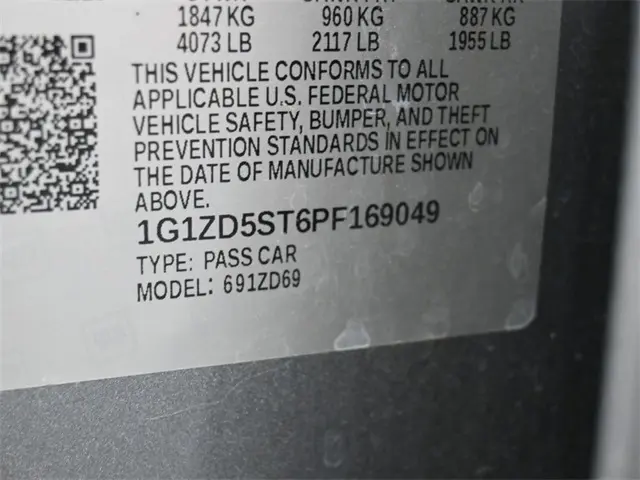 1847 KG 960 KG 887 KG
4073 LB 2117 LB 1955 LB
THIS VEHICLE CONFORMS TO ALL
APPLICABLE U.S. FEDERAL MOTOR
VEHICLE SAFETY, BUMPER, AND THEFT
PREVENTION STANDARDS IN EFFECT ON
THE DATE OF MANUFACTURE SHOWN
ABOVE.
1G1ZD5ST6PF169049
TYPE: PASS CAR
MODEL: 691ZD69